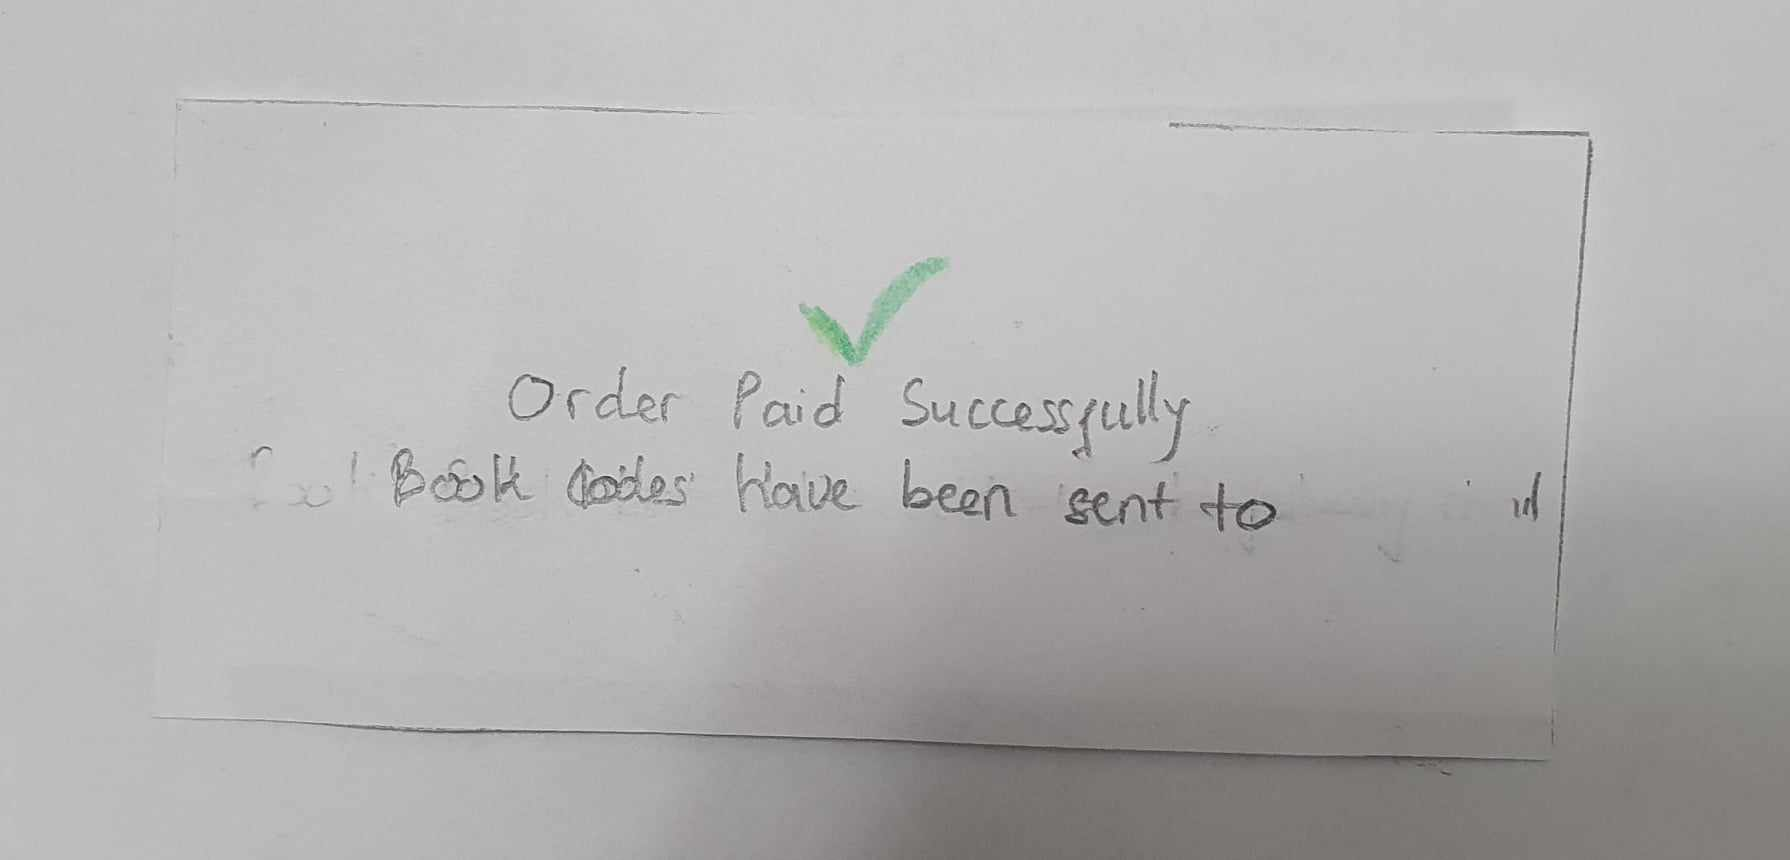 Order Paid Successfully
Book Codes have been sent to